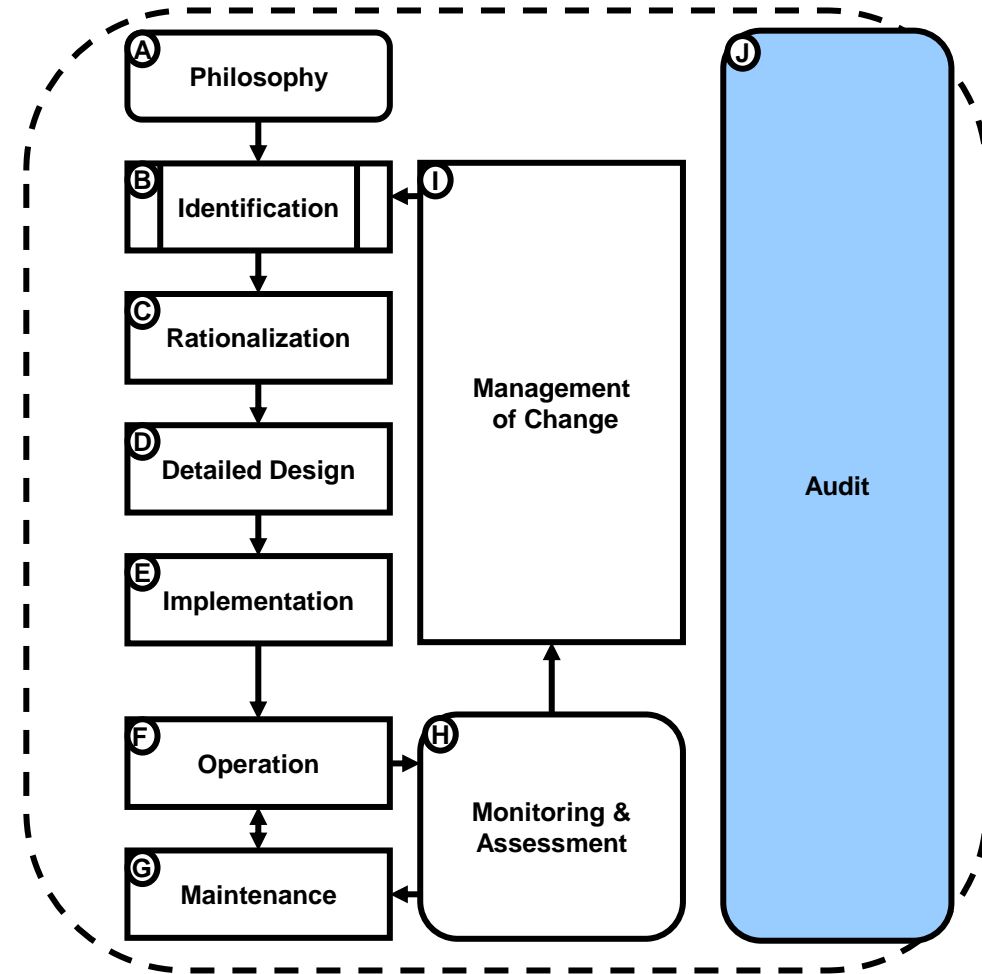 A
Philosophy
B
Identification
C
Rationalization
D
Detailed Design
E
Implementation
F
Operation
G
Maintenance
H
Monitoring &
Assessment
I
Management
of Change
J
Audit